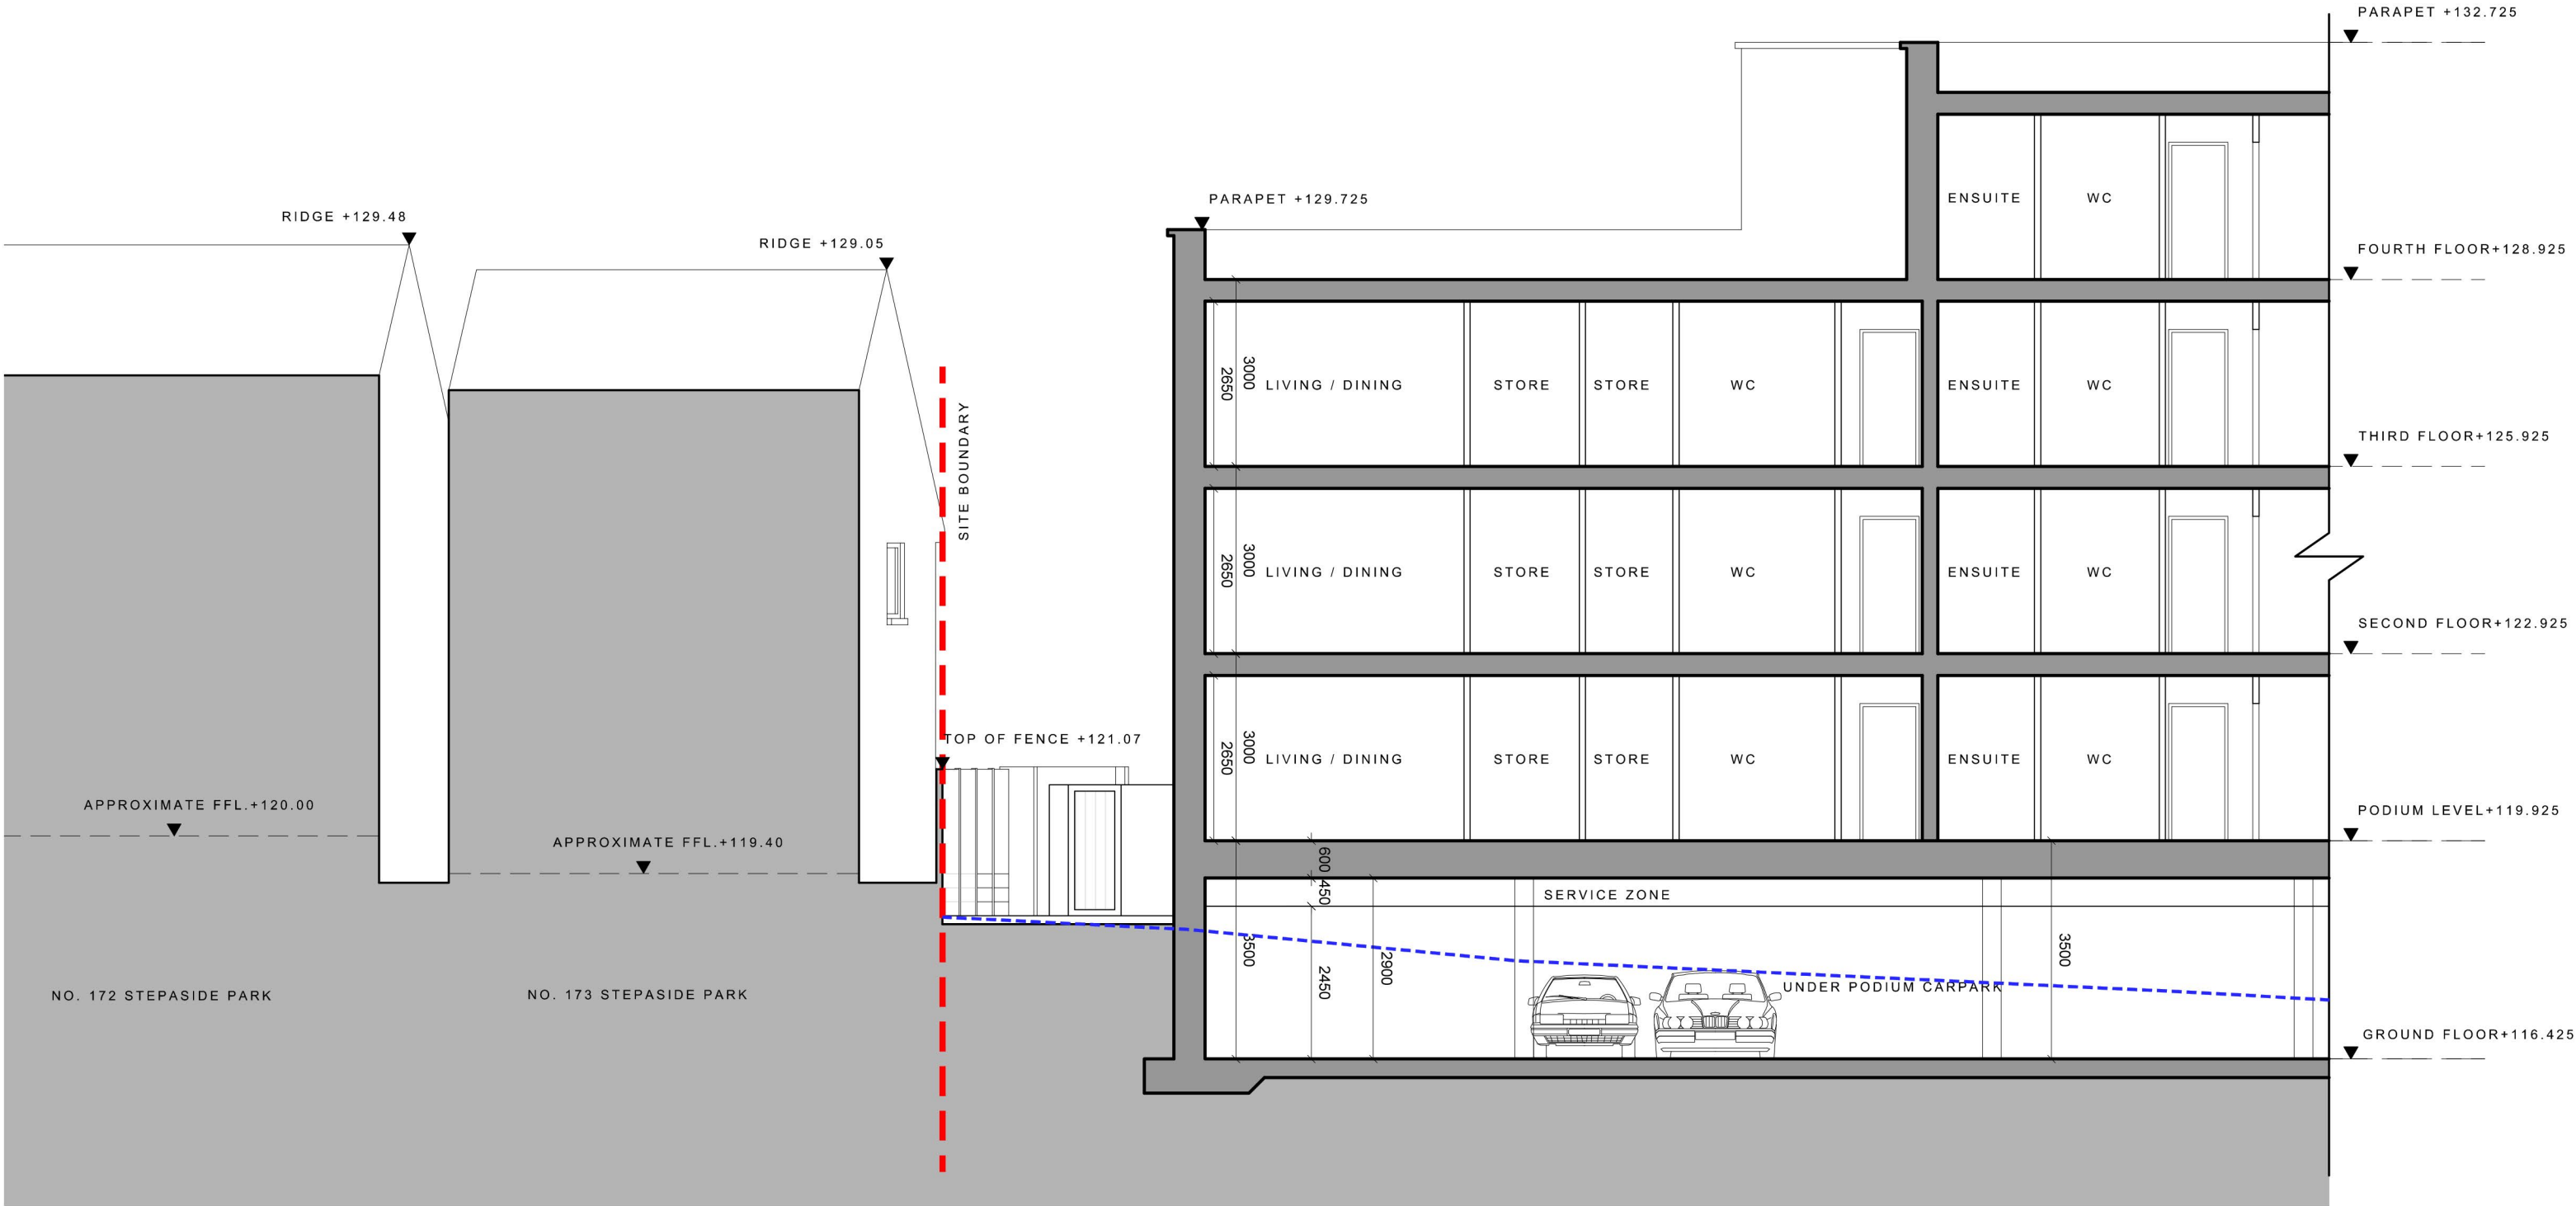 PARAPET +132.725
PARAPET +129.725
RIDGE +129.48
RIDGE +129.05
ENSUITE
WC
FOURTH FLOOR+128.925
SITE BOUNDARY
3000
2650
LIVING / DINING
STORE
STORE
WC
ENSUITE
WC
THIRD FLOOR+125.925
3000
2650
LIVING / DINING
STORE
STORE
WC
ENSUITE
WC
SECOND FLOOR+122.925
TOP OF FENCE +121.07
3000
2650
LIVING / DINING
STORE
STORE
WC
ENSUITE
WC
APPROXIMATE FFL.+120.00
PODIUM LEVEL+119.925
APPROXIMATE FFL.+119.40
600
450
SERVICE ZONE
3500
2450
2900
3500
UNDER PODIUM CARPARK
NO. 172 STEPASIDE PARK
NO. 173 STEPASIDE PARK
GROUND FLOOR+116.425